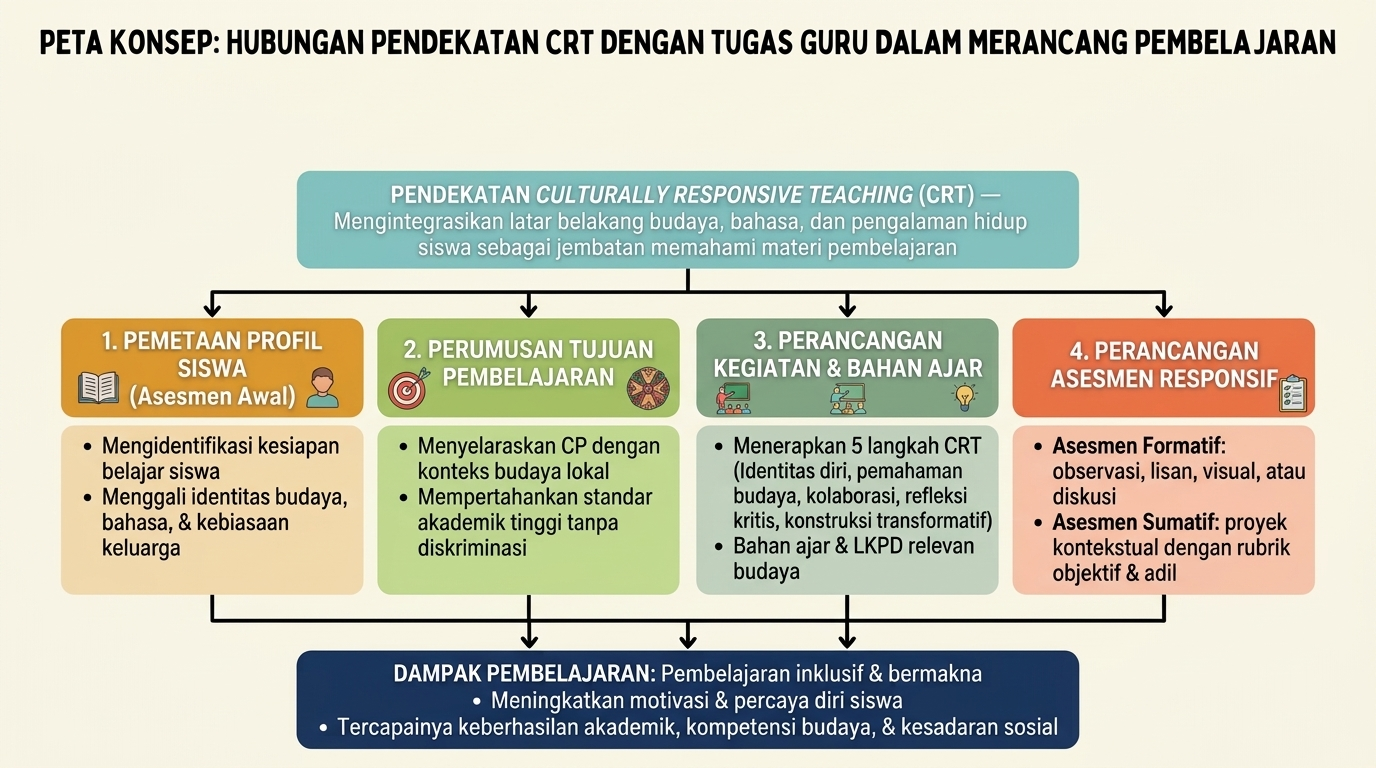 PETA KONSEP: HUBUNGAN PENDEKATAN CRT DENGAN TUGAS GURU DALAM MERANCANG PEMBELAJARAN
PENDEKATAN CULTURALLY RESPONSIVE TEACHING (CRT) —
Mengintegrasikan latar belakang budaya, bahasa, dan pengalaman hidup
siswa sebagai jembatan memahami materi pembelajaran
1. PEMETAAN PROFIL
SISWA
(Asesmen Awal)
• Mengidentifikasi kesiapan
belajar siswa
• Menggali identitas budaya,
bahasa, & kebiasaan
keluarga
2. PERUMUSAN TUJUAN
PEMBELAJARAN
• Menyelaraskan CP dengan
konteks budaya lokal
• Mempertahankan standar
akademik tinggi tanpa
diskriminasi
3. PERANCANGAN
KEGIATAN & BAHAN AJAR
• Menerapkan 5 langkah CRT
(Identitas diri, pemahaman
budaya, kolaborasi, refleksi
kritis, konstruksi transformatif)
• Bahan ajar & LKPD relevan
budaya
4. PERANCANGAN
ASESMEN RESPONSIF
• Asesmen Formatif:
observasi, lisan, visual, atau
diskusi
• Asesmen Sumatif: proyek
kontekstual dengan rubrik
objektif & adil
DAMPAK PEMBELAJARAN: Pembelajaran inklusif & bermakna
• Meningkatkan motivasi & percaya diri siswa
• Tercapainya keberhasilan akademik, kompetensi budaya, & kesadaran sosial